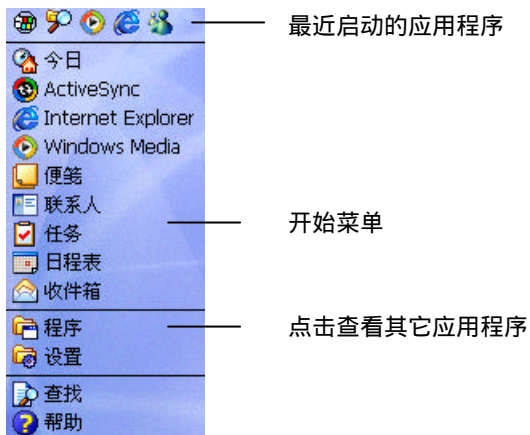 最近启动的应用程序
今日
ActiveSync
Internet Explorer
Windows Media
便笺
联系人
开始菜单
任务
日程表
收件箱
程序
点击查看其它应用程序
设置
查找
帮助